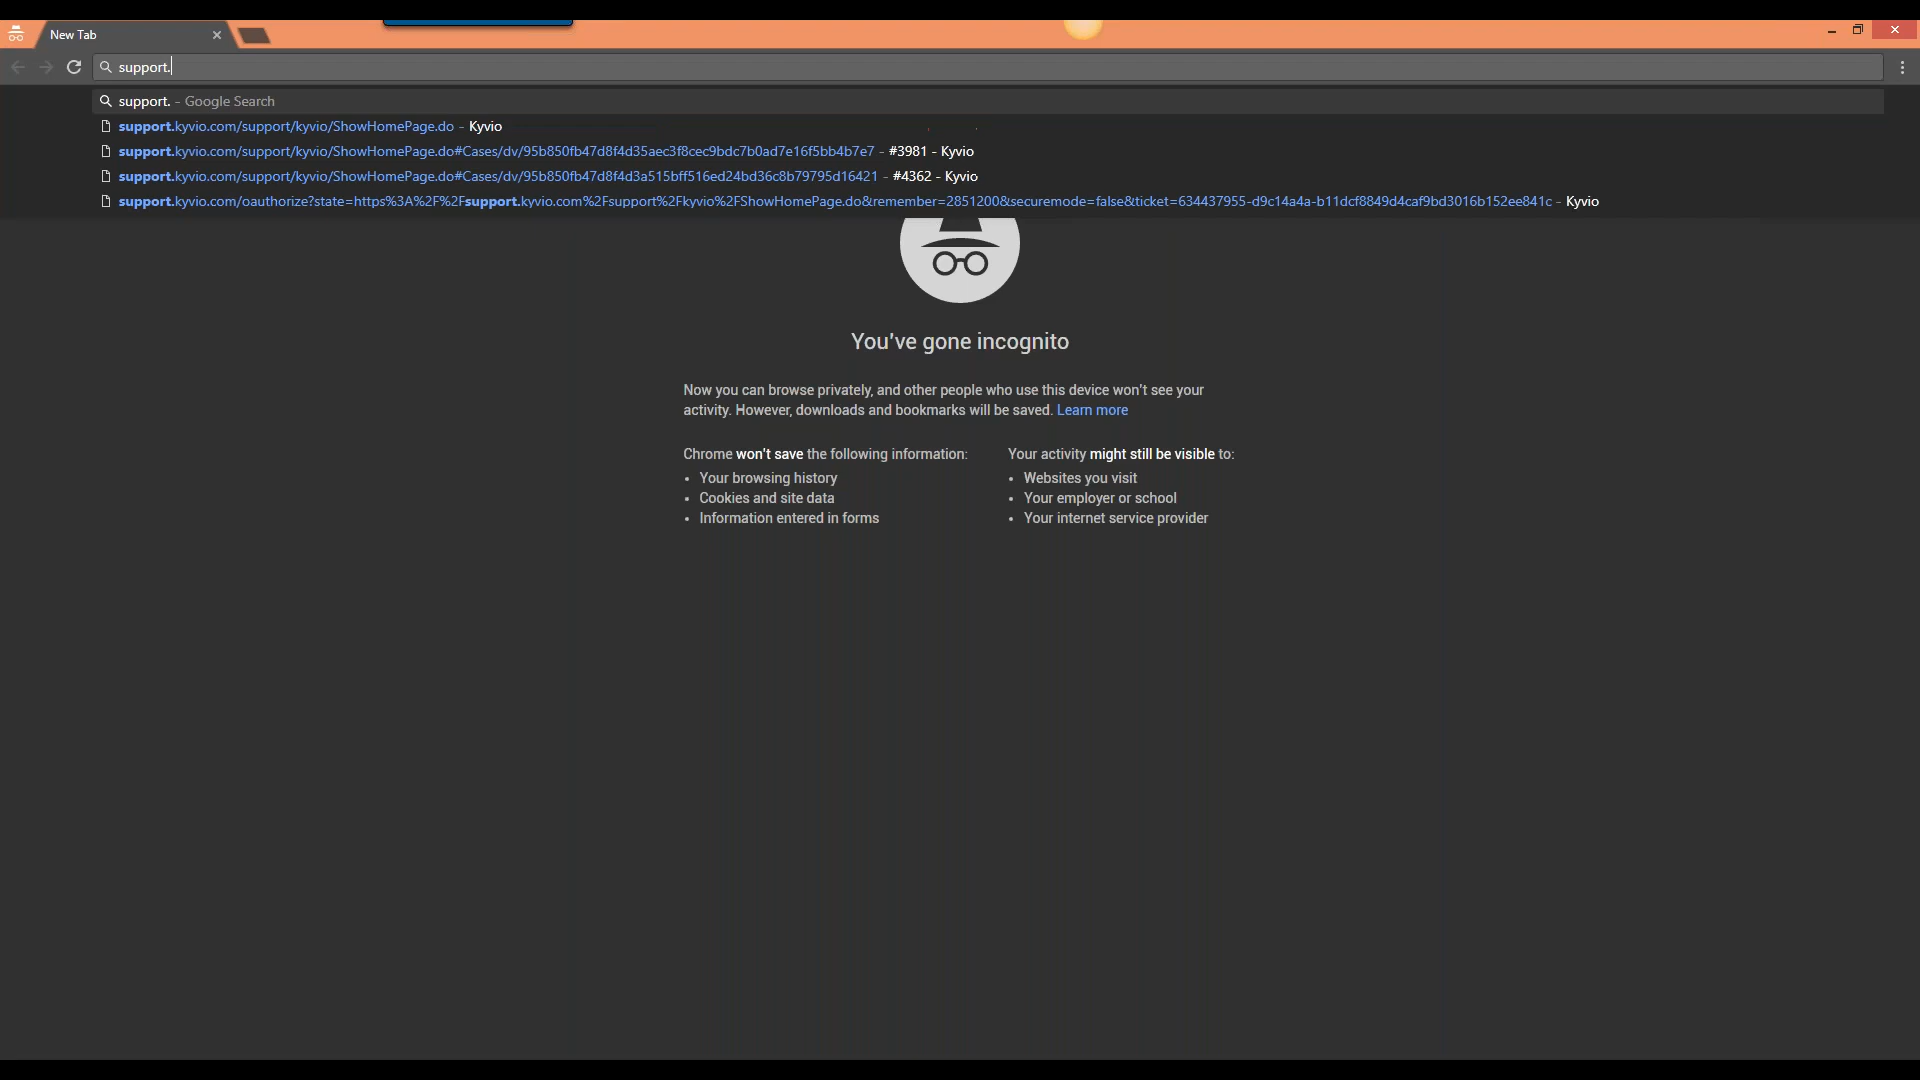 New Tab
support.
support. - Google Search
support.kyvio.com/support/kyvio/ShowHomePage.do - Kyvio
support.kyvio.com/support/kyvio/ShowHomePage.do#Cases/dv/95b850fb47d8f4d35aec3f8cec9bdc7b0ad7e16f5bb4b7e7 - #3981 - Kyvio
support.kyvio.com/support/kyvio/ShowHomePage.do#Cases/dv/95b850fb47d8f4d3a515bff516ed24bd36c8b79795d16421 - #4362 - Kyvio
support.kyvio.com/oauthorize?state=https%3A%2F%2Fsupport.kyvio.com%2Fsupport%2Fkyvio%2FShowHomePage.do&remember=2851200&securemode=false&ticket=634437955-d9c14a4a-b11dcf8849d4caf9bd3016b152ee841c - Kyvio
You've gone incognito
Now you can browse privately, and other people who use this device won't see your
activity. However, downloads and bookmarks will be saved. Learn more
Chrome won't save the following information:
• Your browsing history
• Cookies and site data
• Information entered in forms
Your activity might still be visible to:
• Websites you visit
• Your employer or school
• Your internet service provider